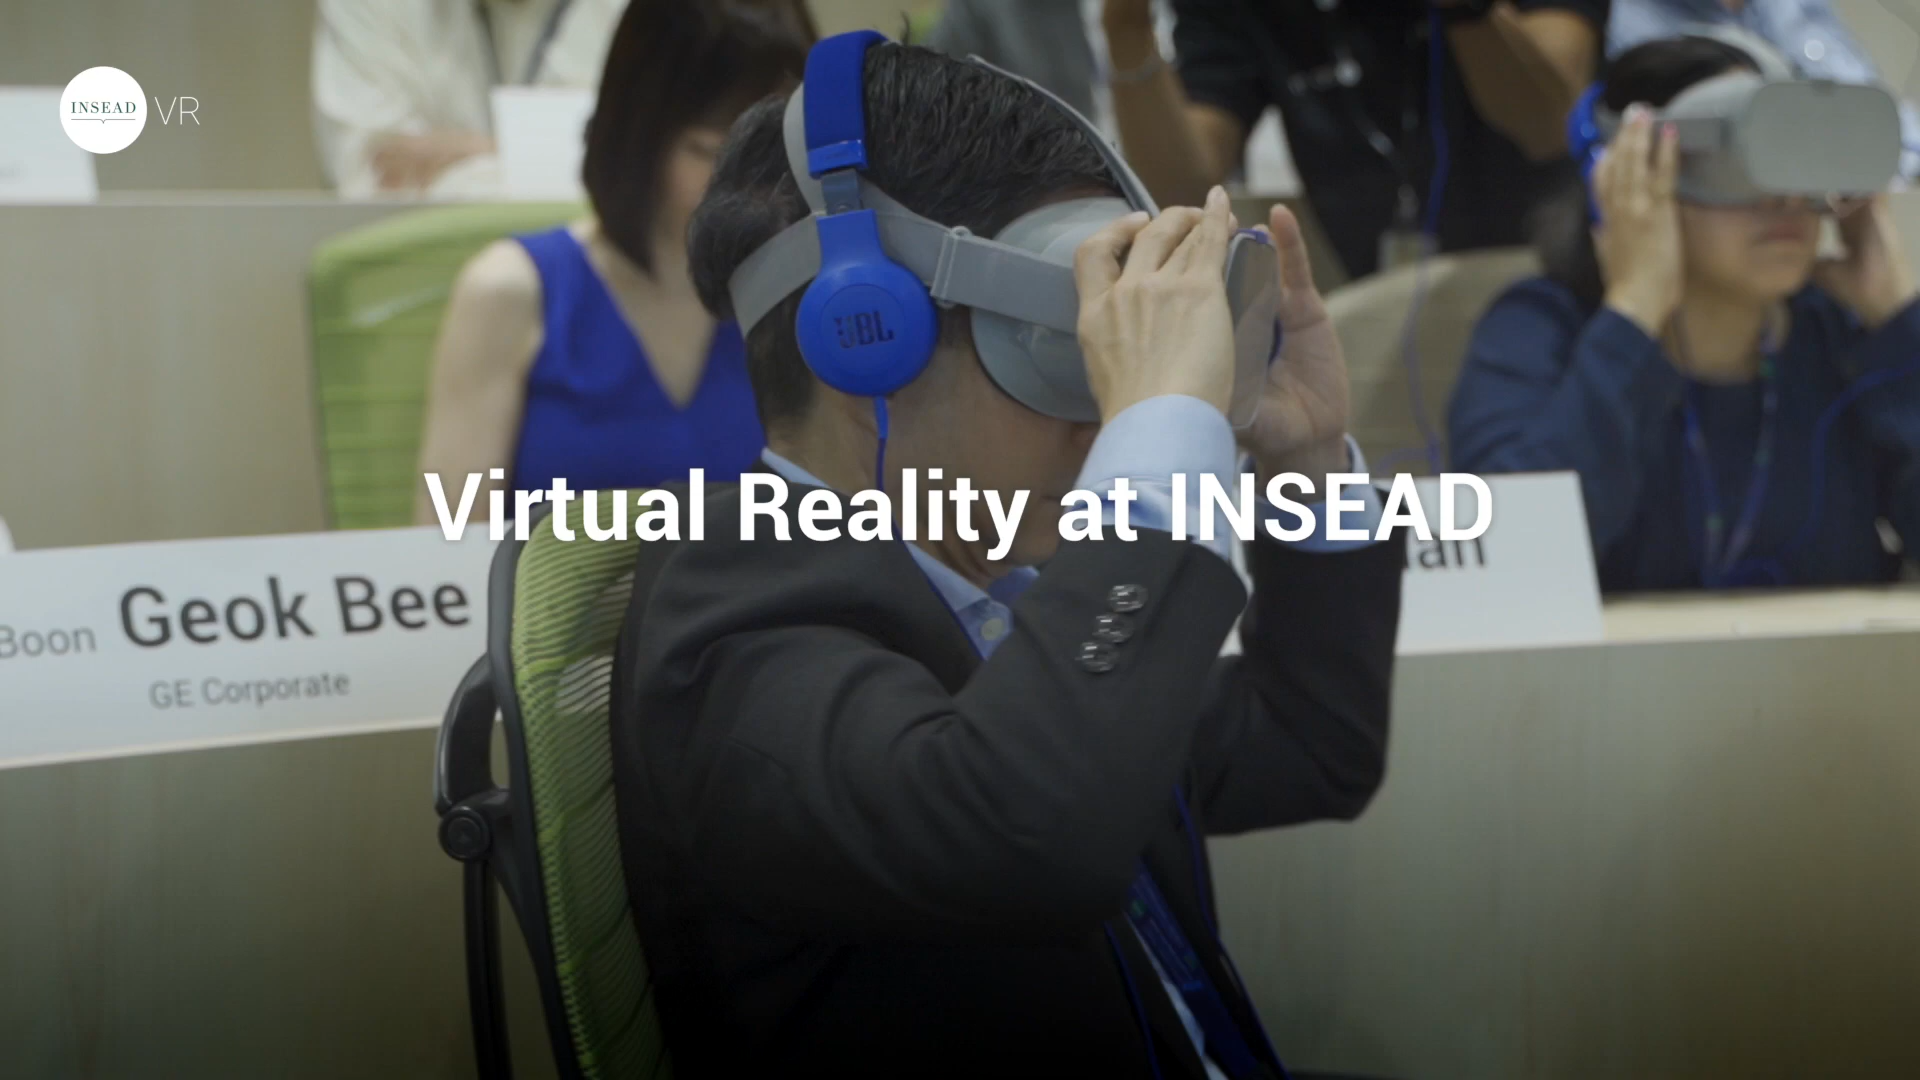 INSEAD VR
Virtual Reality at INSEAD
JBL
Boon Geok Bee
GE Corporate